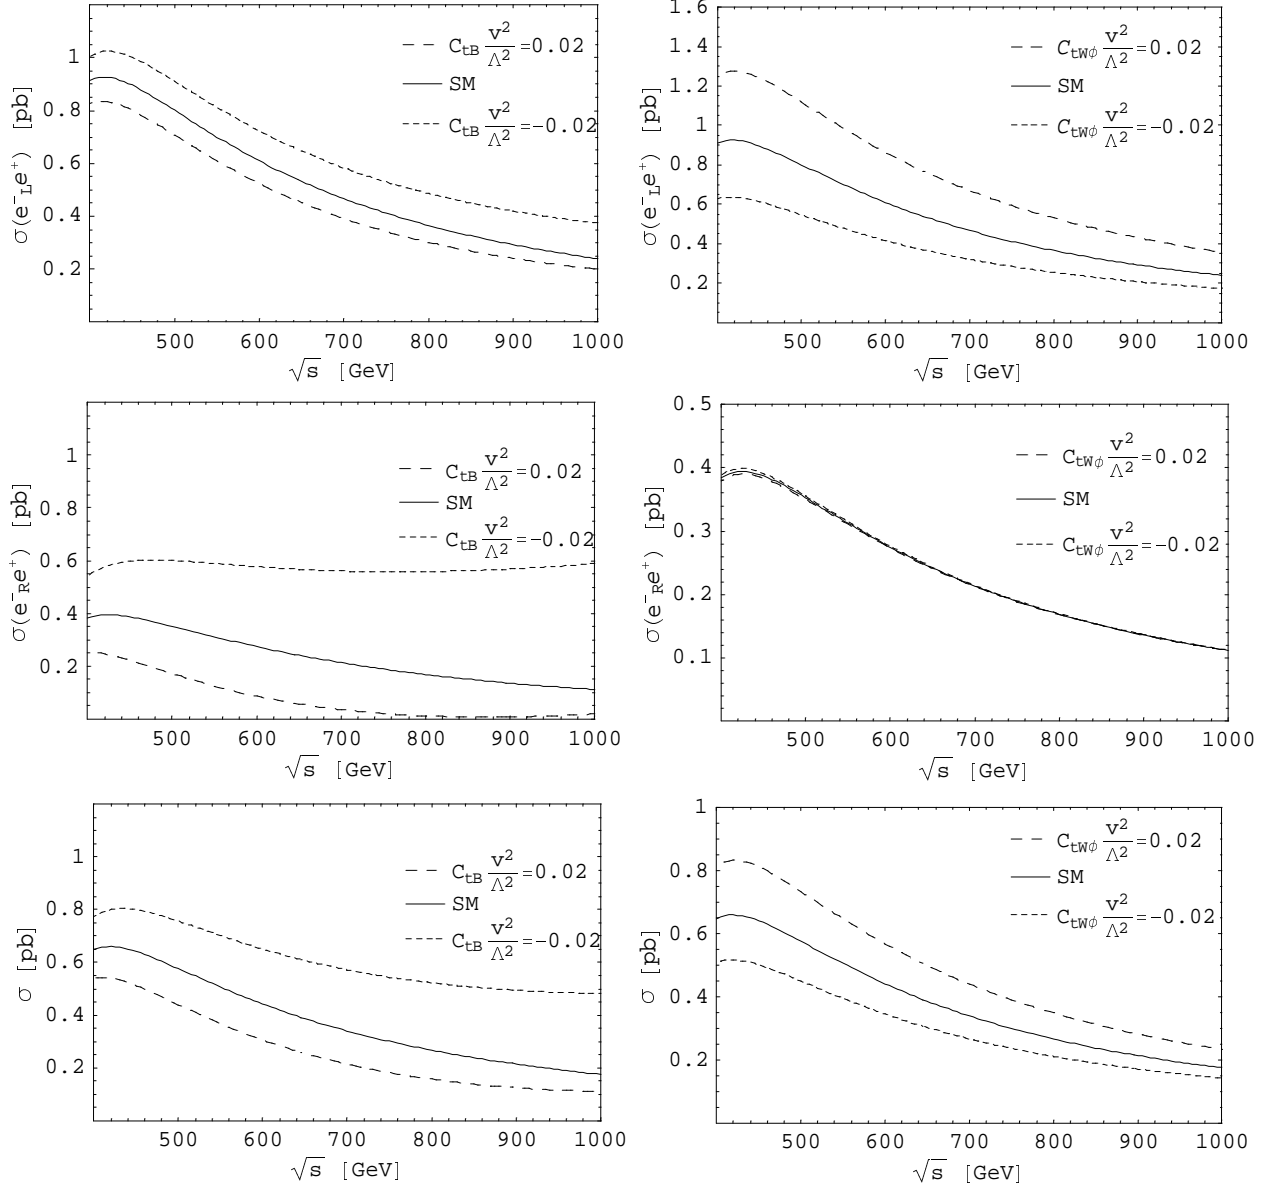 σ(e⁻_L e⁺) [pb]
1
0.8
0.6
0.4
0.2
C_tB v²/Λ² = 0.02
SM
C_tB v²/Λ² = −0.02
500 600 700 800 900 1000
√s [GeV]
σ(e⁻_L e⁺) [pb]
1.6
1.4
1.2
1
0.8
0.6
0.4
0.2
C_tWϕ v²/Λ² = 0.02
SM
C_tWϕ v²/Λ² = −0.02
500 600 700 800 900 1000
√s [GeV]
σ(e⁻_R e⁺) [pb]
1
0.8
0.6
0.4
0.2
C_tB v²/Λ² = 0.02
SM
C_tB v²/Λ² = −0.02
500 600 700 800 900 1000
√s [GeV]
σ(e⁻_R e⁺) [pb]
0.5
0.4
0.3
0.2
0.1
C_tWϕ v²/Λ² = 0.02
SM
C_tWϕ v²/Λ² = −0.02
500 600 700 800 900 1000
√s [GeV]
σ [pb]
1
0.8
0.6
0.4
0.2
C_tB v²/Λ² = 0.02
SM
C_tB v²/Λ² = −0.02
500 600 700 800 900 1000
√s [GeV]
σ [pb]
1
0.8
0.6
0.4
0.2
C_tWϕ v²/Λ² = 0.02
SM
C_tWϕ v²/Λ² = −0.02
500 600 700 800 900 1000
√s [GeV]